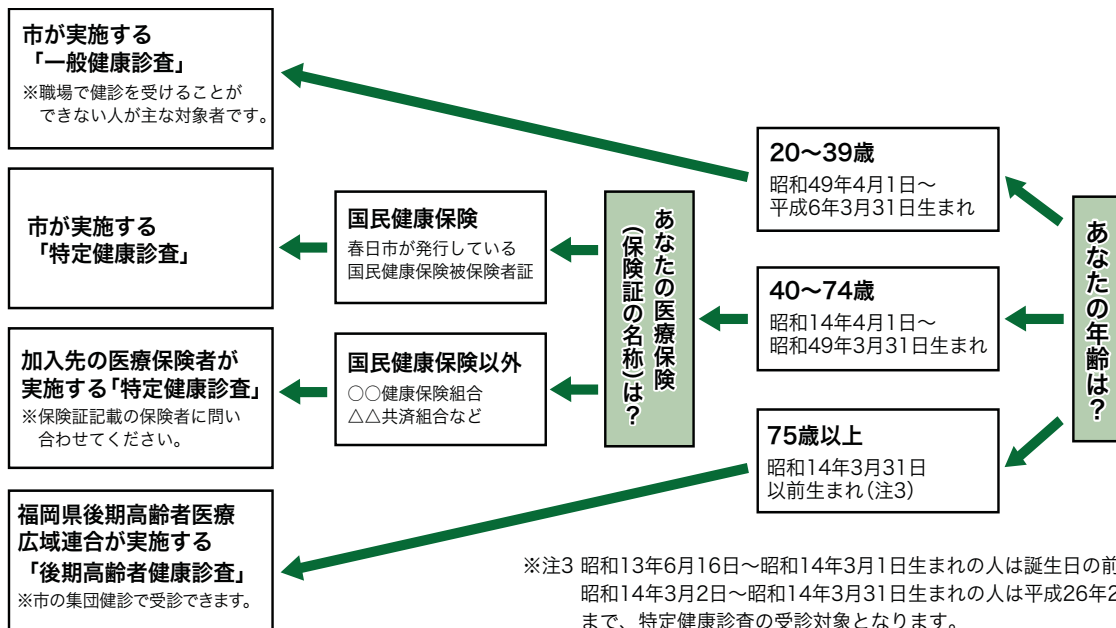 あなたの年齢は？
20〜39歳
昭和49年4月1日〜
平成6年3月31日生まれ
40〜74歳
昭和14年4月1日〜
昭和49年3月31日生まれ
75歳以上
昭和14年3月31日
以前生まれ（注3）
あなたの医療保険
（保険証の名称）は？
国民健康保険
春日市が発行している
国民健康保険被保険者証
国民健康保険以外
○○健康保険組合
△△共済組合など
市が実施する
「一般健康診査」
※職場で健診を受けることが
できない人が主な対象者です。
市が実施する
「特定健康診査」
加入先の医療保険者が
実施する「特定健康診査」
※保険証記載の保険者に問い
合わせてください。
福岡県後期高齢者医療
広域連合が実施する
「後期高齢者健康診査」
※市の集団健診で受診できます。
※注3 昭和13年6月16日〜昭和14年3月1日生まれの人は誕生日の前
昭和14年3月2日〜昭和14年3月31日生まれの人は平成26年2
まで、特定健康診査の受診対象となります。